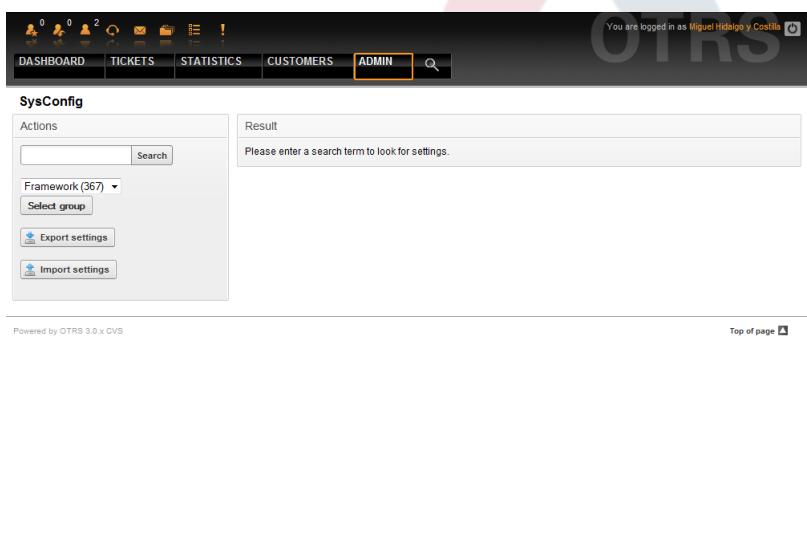 0 0 2
You are logged in as Miguel Hidalgo y Costilla
OTRS
DASHBOARD TICKETS STATISTICS CUSTOMERS ADMIN
SysConfig
Actions
Search
Framework (367)
Select group
Export settings
Import settings
Result
Please enter a search term to look for settings.
Powered by OTRS 3.0.x CVS
Top of page